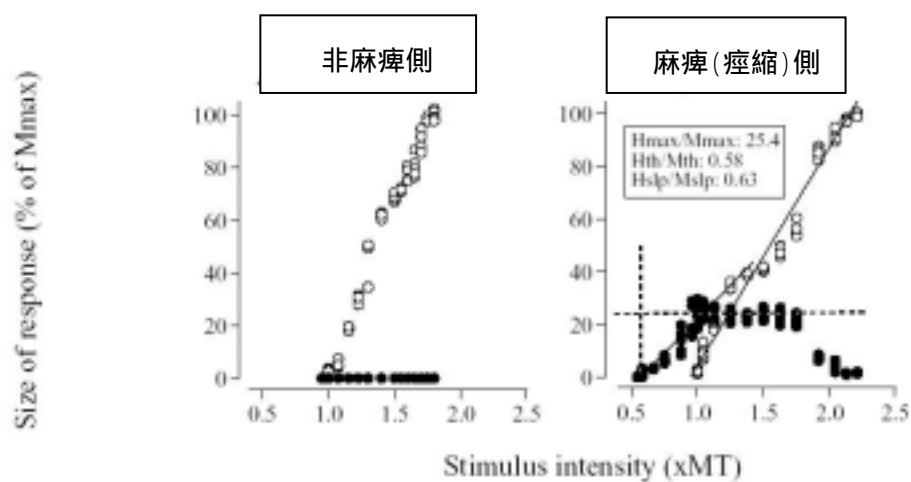 非麻痺側
麻痺(痙縮)側
Size of response (% of Mmax)
100
80
60
40
20
0
0.5 1.0 1.5 2.0 2.5
100
80
60
40
20
0
Hmax/Mmax: 25.4
Hth/Mth: 0.58
Hslp/Mslp: 0.63
0.5 1.0 1.5 2.0 2.5
Stimulus intensity (xMT)